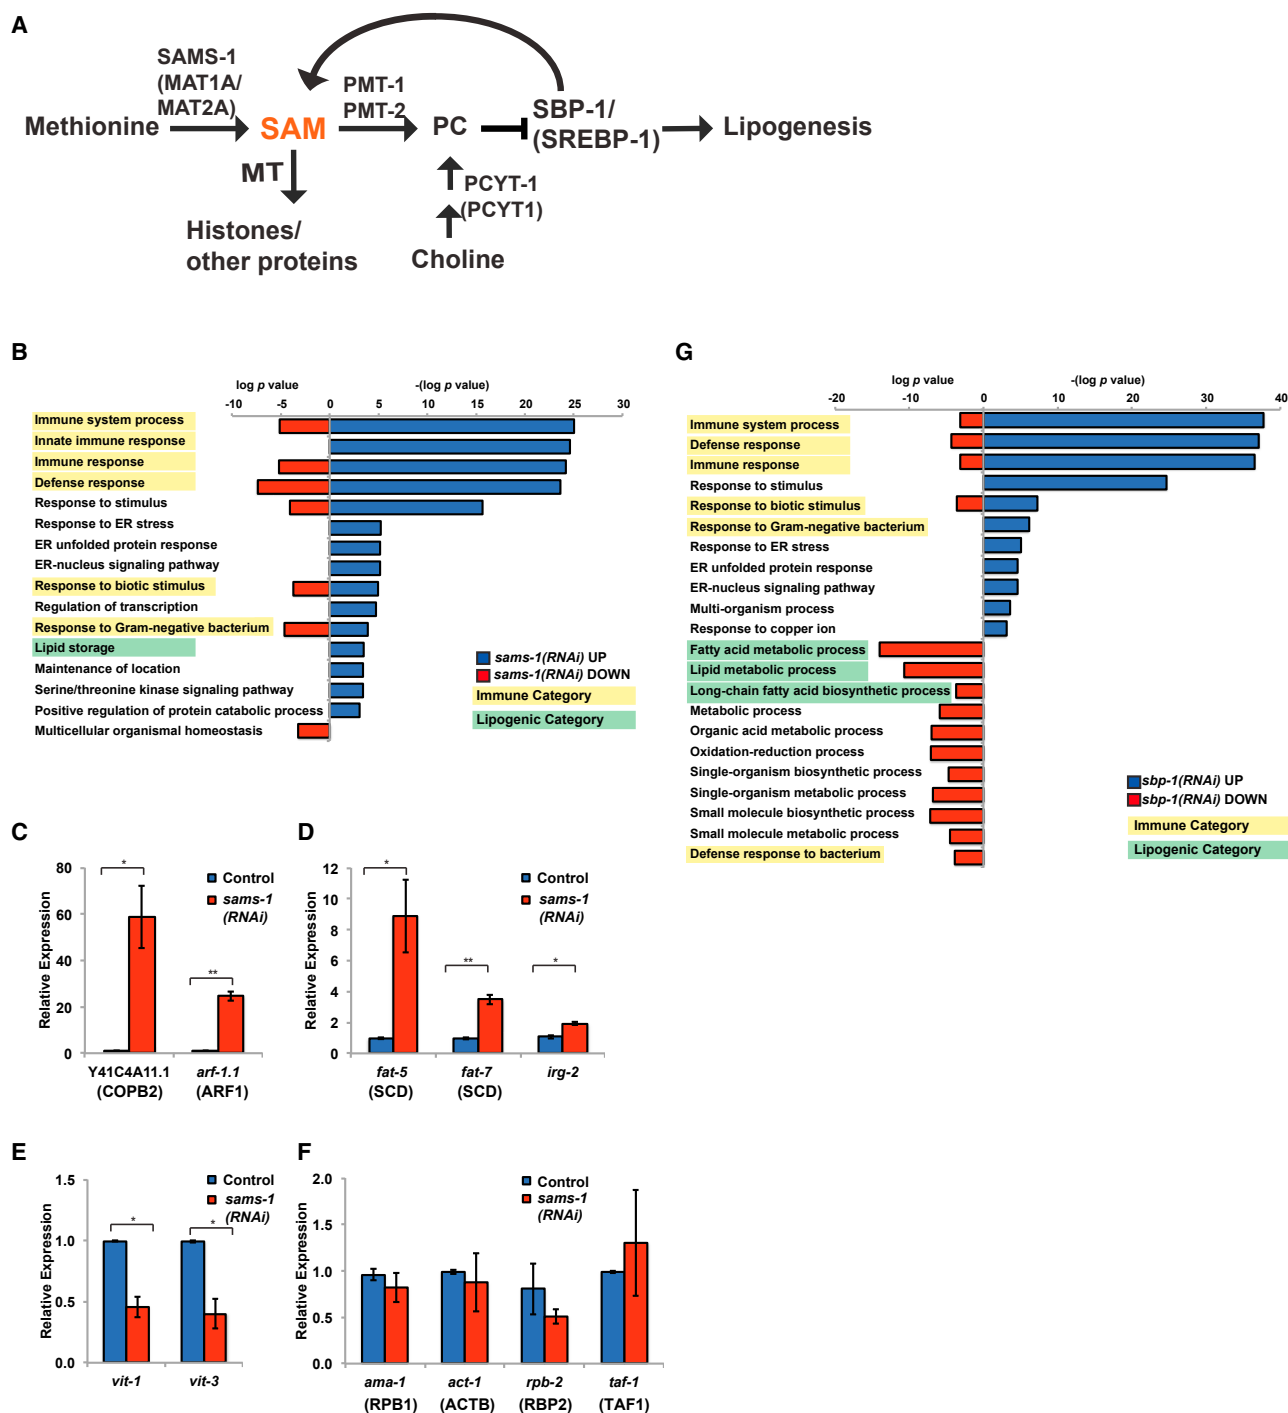 A
SAMS-1
(MAT1A/
MAT2A)
Methionine
SAM
PMT-1
PMT-2
PC
SBP-1/
(SREBP-1)
Lipogenesis
MT
PCYT-1
(PCYT1)
Histones/
other proteins
Choline
B
log p value
-(log p value)
-10 -5 0 5 10 15 20 25 30
Immune system process
Innate immune response
Immune response
Defense response
Response to stimulus
Response to ER stress
ER unfolded protein response
ER-nucleus signaling pathway
Response to biotic stimulus
Regulation of transcription
Response to Gram-negative bacterium
Lipid storage
Maintenance of location
Serine/threonine kinase signaling pathway
Positive regulation of protein catabolic process
Multicellular organismal homeostasis
sams-1(RNAi) UP
sams-1(RNAi) DOWN
Immune Category
Lipogenic Category
G
log p value
-(log p value)
-20 -10 0 10 20 30 40
Immune system process
Defense response
Immune response
Response to stimulus
Response to biotic stimulus
Response to Gram-negative bacterium
Response to ER stress
ER unfolded protein response
ER-nucleus signaling pathway
Multi-organism process
Response to copper ion
Fatty acid metabolic process
Lipid metabolic process
Long-chain fatty acid biosynthetic process
Metabolic process
Organic acid metabolic process
Oxidation-reduction process
Single-organism biosynthetic process
Single-organism metabolic process
Small molecule biosynthetic process
Small molecule metabolic process
Defense response to bacterium
sbp-1(RNAi) UP
sbp-1(RNAi) DOWN
Immune Category
Lipogenic Category
C
Relative Expression
80
60
40
20
0
*
**
Control
sams-1
(RNAi)
Y41C4A11.1
(COPB2)
arf-1.1
(ARF1)
D
Relative Expression
12
10
8
6
4
2
0
*
**
*
Control
sams-1
(RNAi)
fat-5
(SCD)
fat-7
(SCD)
irg-2
E
Relative Expression
1.5
1.0
0.5
0.0
*
*
Control
sams-1
(RNAi)
vit-1
vit-3
F
Relative Expression
2.0
1.5
1.0
0.5
0.0
Control
sams-1
(RNAi)
ama-1
(RPB1)
act-1
(ACTB)
rpb-2
(RBP2)
taf-1
(TAF1)